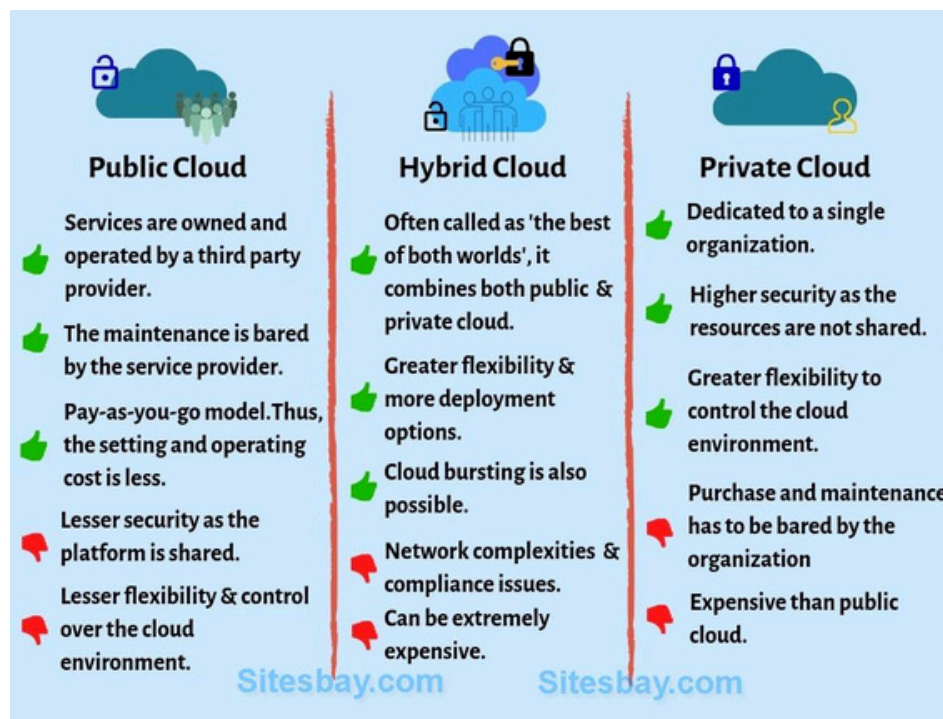 Public Cloud
Services are owned and
operated by a third party
provider.
The maintenance is bared
by the service provider.
Pay-as-you-go model.Thus,
the setting and operating
cost is less.
Lesser security as the
platform is shared.
Lesser flexibility & control
over the cloud
environment.
Hybrid Cloud
Often called as 'the best
of both worlds', it
combines both public &
private cloud.
Greater flexibility &
more deployment
options.
Cloud bursting is also
possible.
Network complexities &
compliance issues.
Can be extremely
expensive.
Private Cloud
Dedicated to a single
organization.
Higher security as the
resources are not shared.
Greater flexibility to
control the cloud
environment.
Purchase and maintenance
has to be bared by the
organization
Expensive than public
cloud.
Sitesbay.com
Sitesbay.com